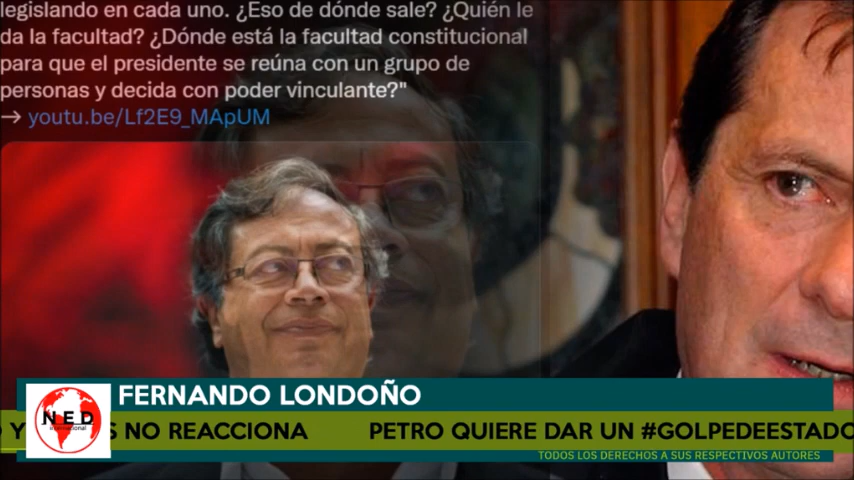 legislando en cada uno. ¿Eso de dónde sale? ¿Quién le
da la facultad? ¿Dónde está la facultad constitucional
para que el presidente se reúna con un grupo de
personas y decida con poder vinculante?"
→ youtu.be/Lf2E9_MApUM
FERNANDO LONDOÑO
NED
international
NO REACCIONA PETRO QUIERE DAR UN #GOLPEDEESTADO
TODOS LOS DERECHOS A SUS RESPECTIVOS AUTORES